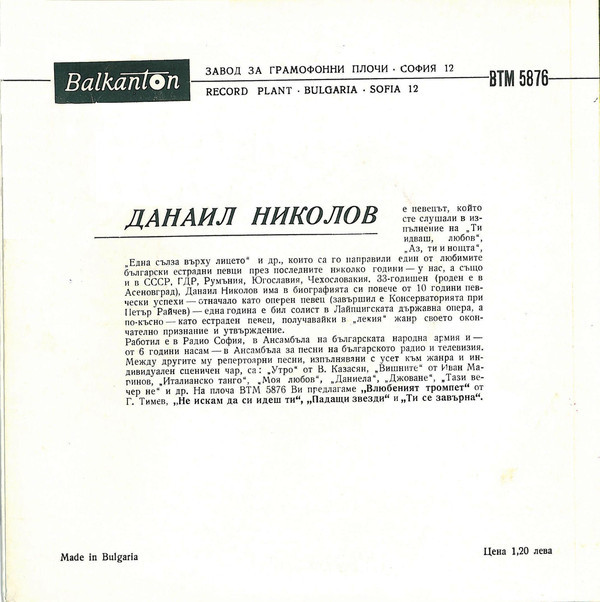 Balkanton
ЗАВОД ЗА ГРАМОФОННИ ПЛОЧИ · СОФИЯ 12
RECORD PLANT · BULGARIA · SOFIA 12
ВТМ 5876
ДАНАИЛ НИКОЛОВ
е певецът, който
сте слушали в из-
пълнение на „Ти
идваш, любов“,
„Аз, ти и нощта“,
„Една сълза върху лицето“ и др., които са го направили един от любимите
български естрадни певци през последните няколко години — у нас, а също
и в СССР, ГДР, Румъния, Югославия, Чехословакия. 33-годишен (роден е в
Асеновград), Данаил Николов има в биографията си повече от 10 години пев-
чески успехи — отначало като оперен певец (завършил е Консерваторията при
Петър Райчев) — една година е бил солист в Лайпцигската държавна опера, а
по-късно — като естраден певец, получавайки в „лекия“ жанр своето окон-
чателно признание и утвърждение.
Работил е в Радио София, в Ансамбъла на българската народна армия и —
от 6 години насам — в Ансамбъла за песни на българското радио и телевизия.
Между другите му репертоарни песни, изпълнявани с усет към жанра и ин-
дивидуален сценичен чар, са: „Утро“ от В. Казасян, „Вишните“ от Иван Ма-
ринов, „Италианско танго“, „Моя любов“, „Даниела“, „Джоване“, „Тази ве-
чер не“ и др. На плоча ВТМ 5876 Ви предлагаме „Влюбеният тромпет“ от
Г. Тимев, „Не искам да си идеш ти“, „Падащи звезди“ и „Ти се завърна“.
Made in Bulgaria
Цена 1,20 лева